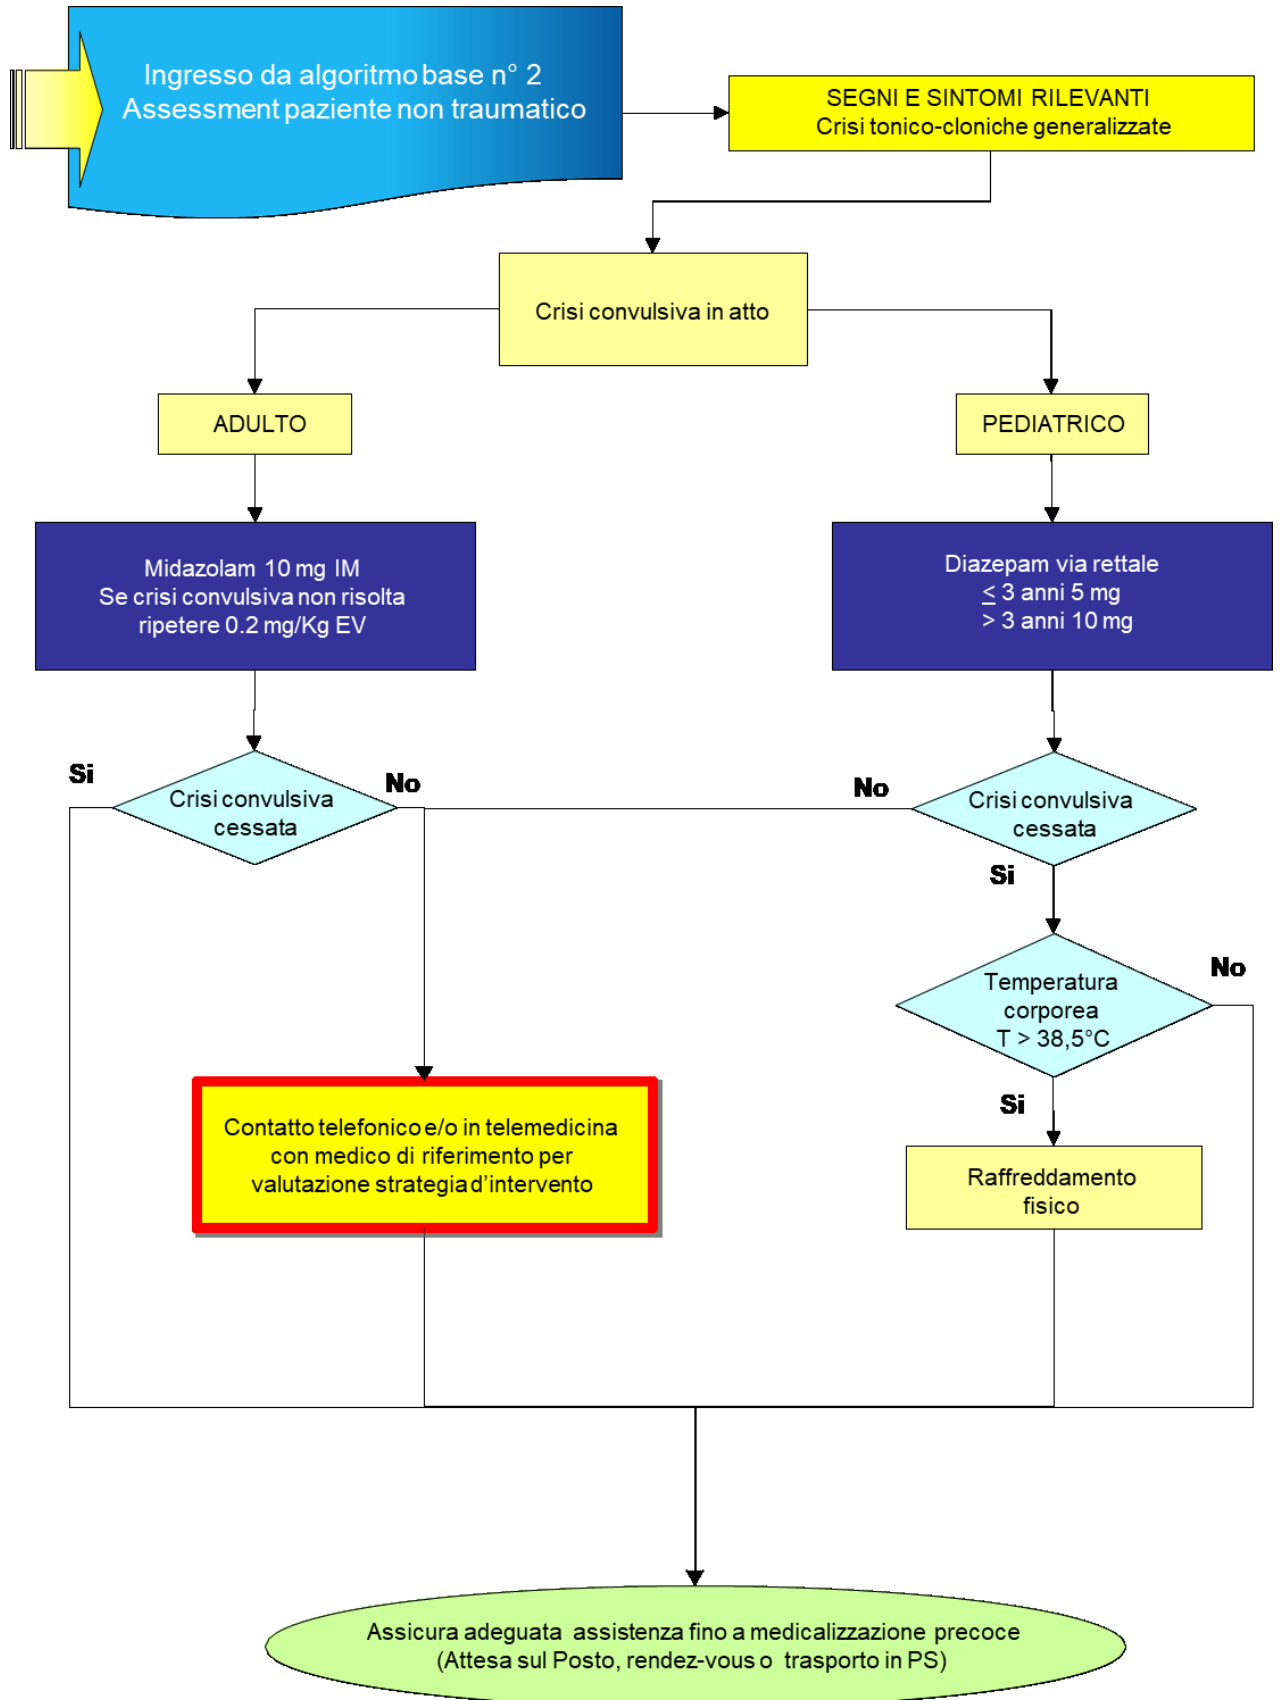 Ingresso da algoritmo base n° 2
Assessment paziente non traumatico
SEGNI E SINTOMI RILEVANTI
Crisi tonico-cloniche generalizzate
Crisi convulsiva in atto
ADULTO
PEDIATRICO
Midazolam 10 mg IM
Se crisi convulsiva non risolta
ripetere 0.2 mg/Kg EV
Diazepam via rettale
≤ 3 anni 5 mg
> 3 anni 10 mg
Si
Crisi convulsiva
cessata
No
No
Crisi convulsiva
cessata
Si
Temperatura
corporea
T > 38,5°C
No
Si
Contatto telefonico e/o in telemedicina
con medico di riferimento per
valutazione strategia d'intervento
Raffreddamento
fisico
Assicura adeguata assistenza fino a medicalizzazione precoce
(Attesa sul Posto, rendez-vous o trasporto in PS)